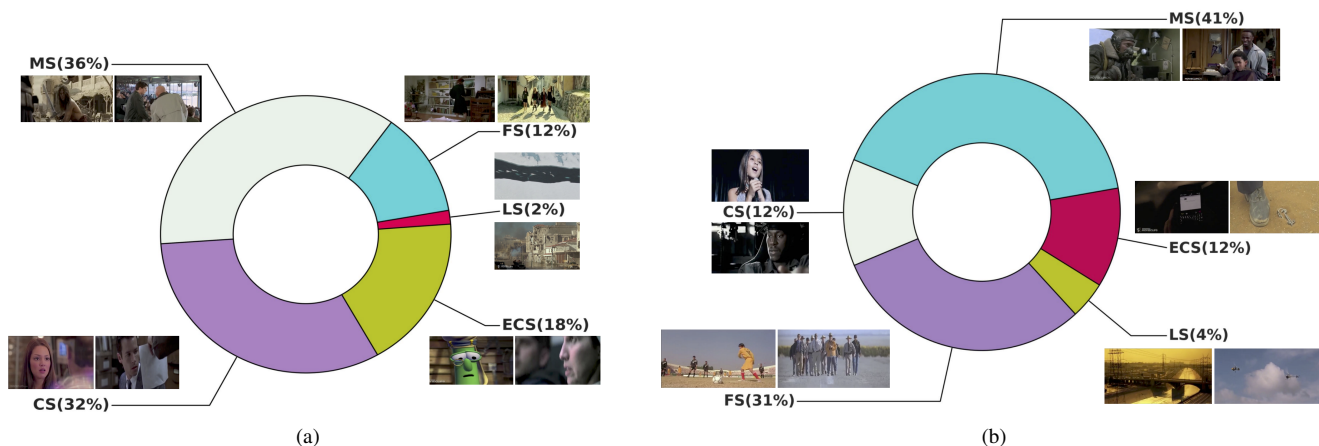 MS(36%)
FS(12%)
LS(2%)
ECS(18%)
CS(32%)
(a)
MS(41%)
CS(12%)
ECS(12%)
LS(4%)
FS(31%)
(b)